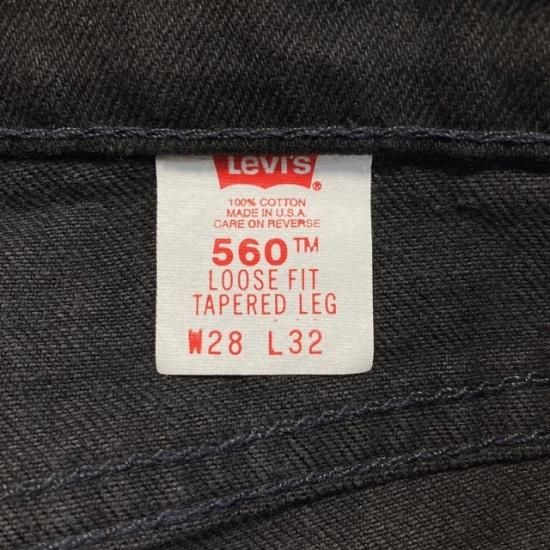 Levi's
®
100% COTTON
MADE IN U.S.A.
CARE ON REVERSE
560™
LOOSE FIT
TAPERED LEG
W28 L32